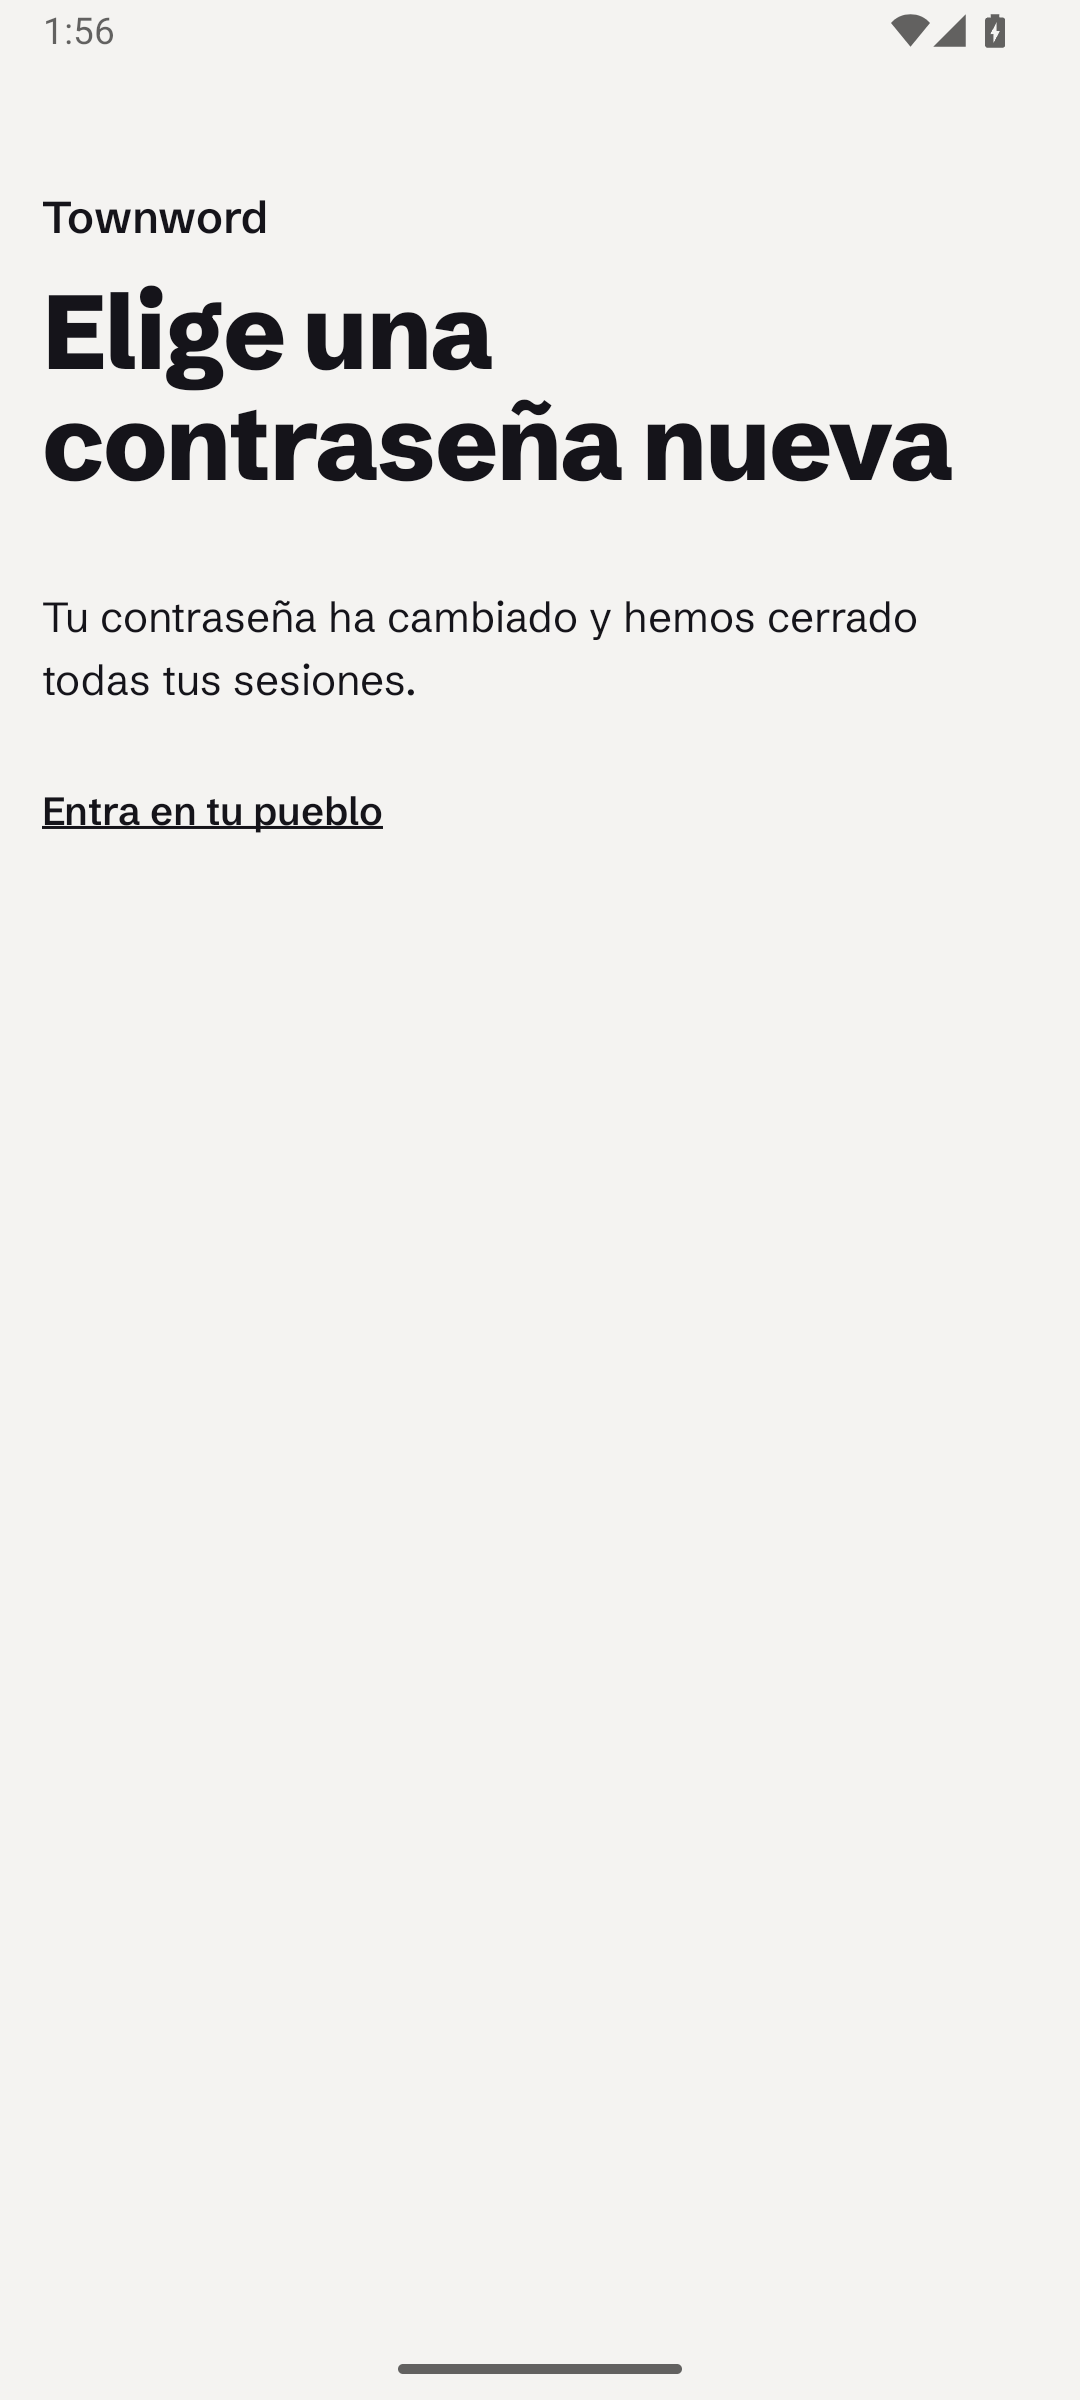 1:56
Townword
Elige una
contraseña nueva
Tu contraseña ha cambiado y hemos cerrado
todas tus sesiones.
Entra en tu pueblo